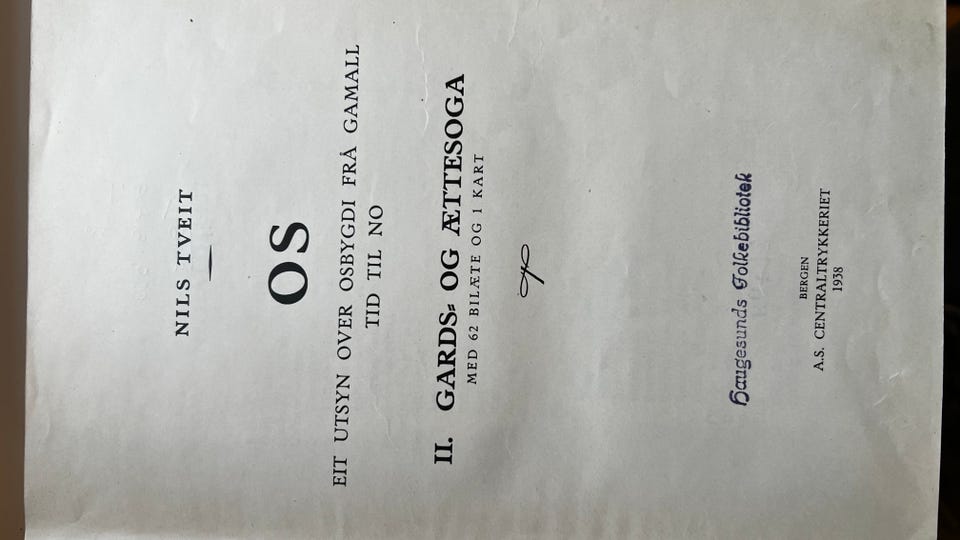 NILS TVEIT
OS
EIT UTSYN OVER OSBYGDI FRÅ GAMALL
TID TIL NO
II. GARDS- OG ÆTTESOGA
MED 62 BILÆTE OG 1 KART
Haugesunds Folkebibliotek
BERGEN
A.S. CENTRALTRYKKERIET
1938